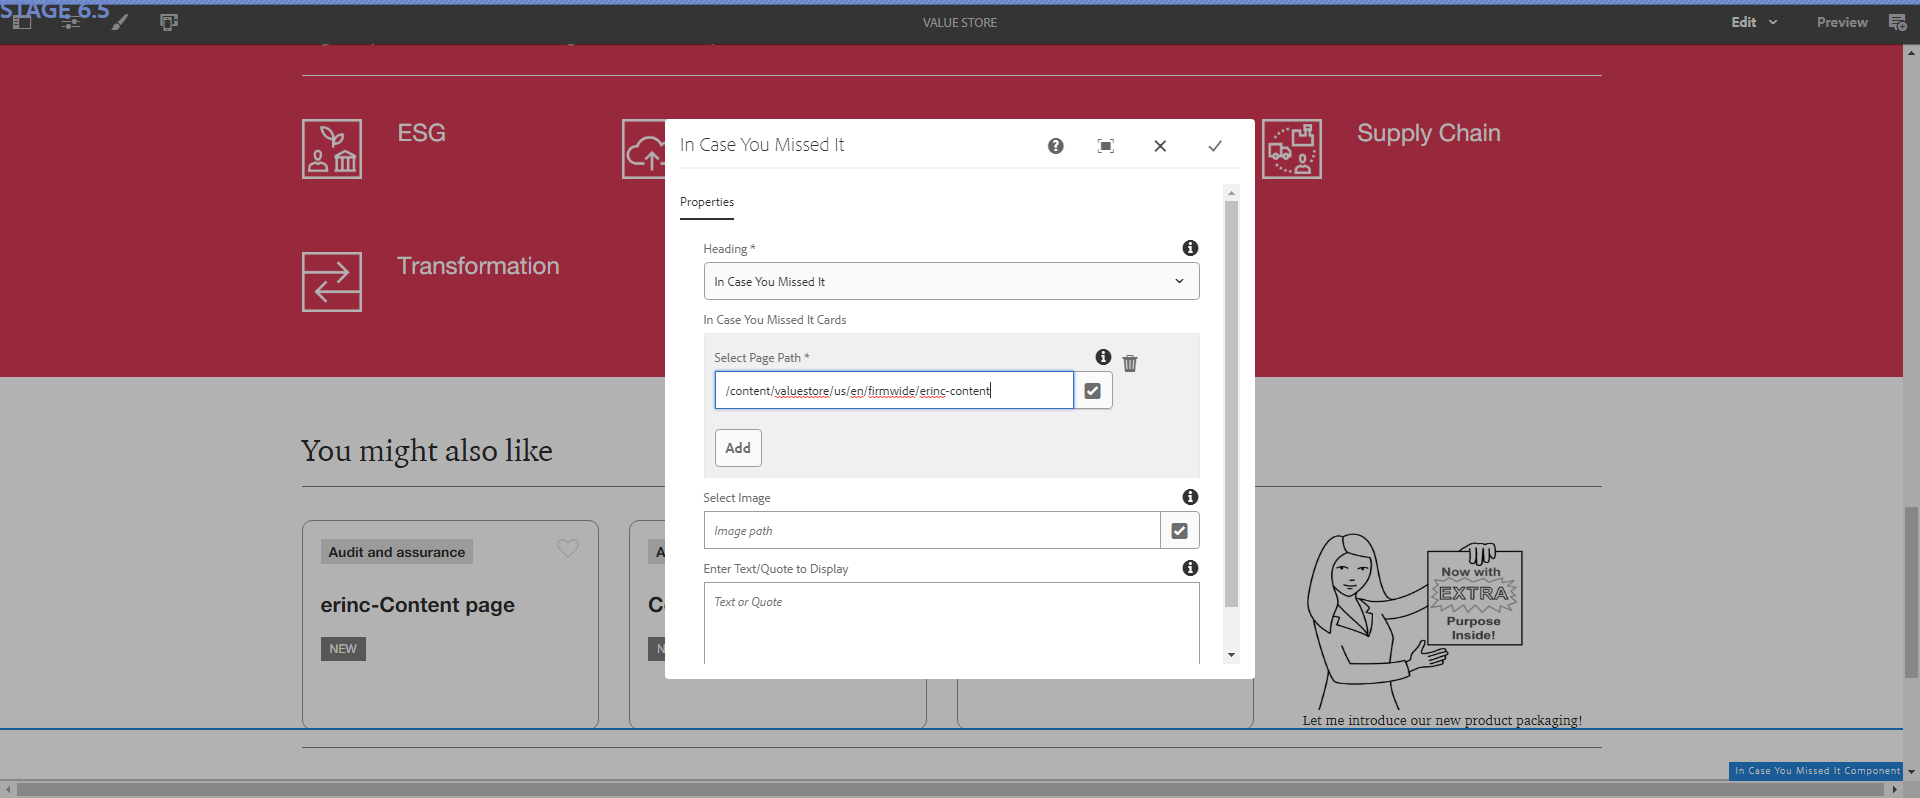 STAGE 6.5
VALUE STORE
Edit
Preview
ESG
Supply Chain
Transformation
In Case You Missed It
Properties
Heading *
In Case You Missed It
In Case You Missed It Cards
Select Page Path *
/content/valuestore/us/en/firmwide/erinc-content
Add
Select Image
Image path
Enter Text/Quote to Display
Text or Quote
You might also like
Audit and assurance
erinc-Content page
NEW
A
C
N
Now with
EXTRA
Purpose
Inside!
Let me introduce our new product packaging!
In Case You Missed It Component